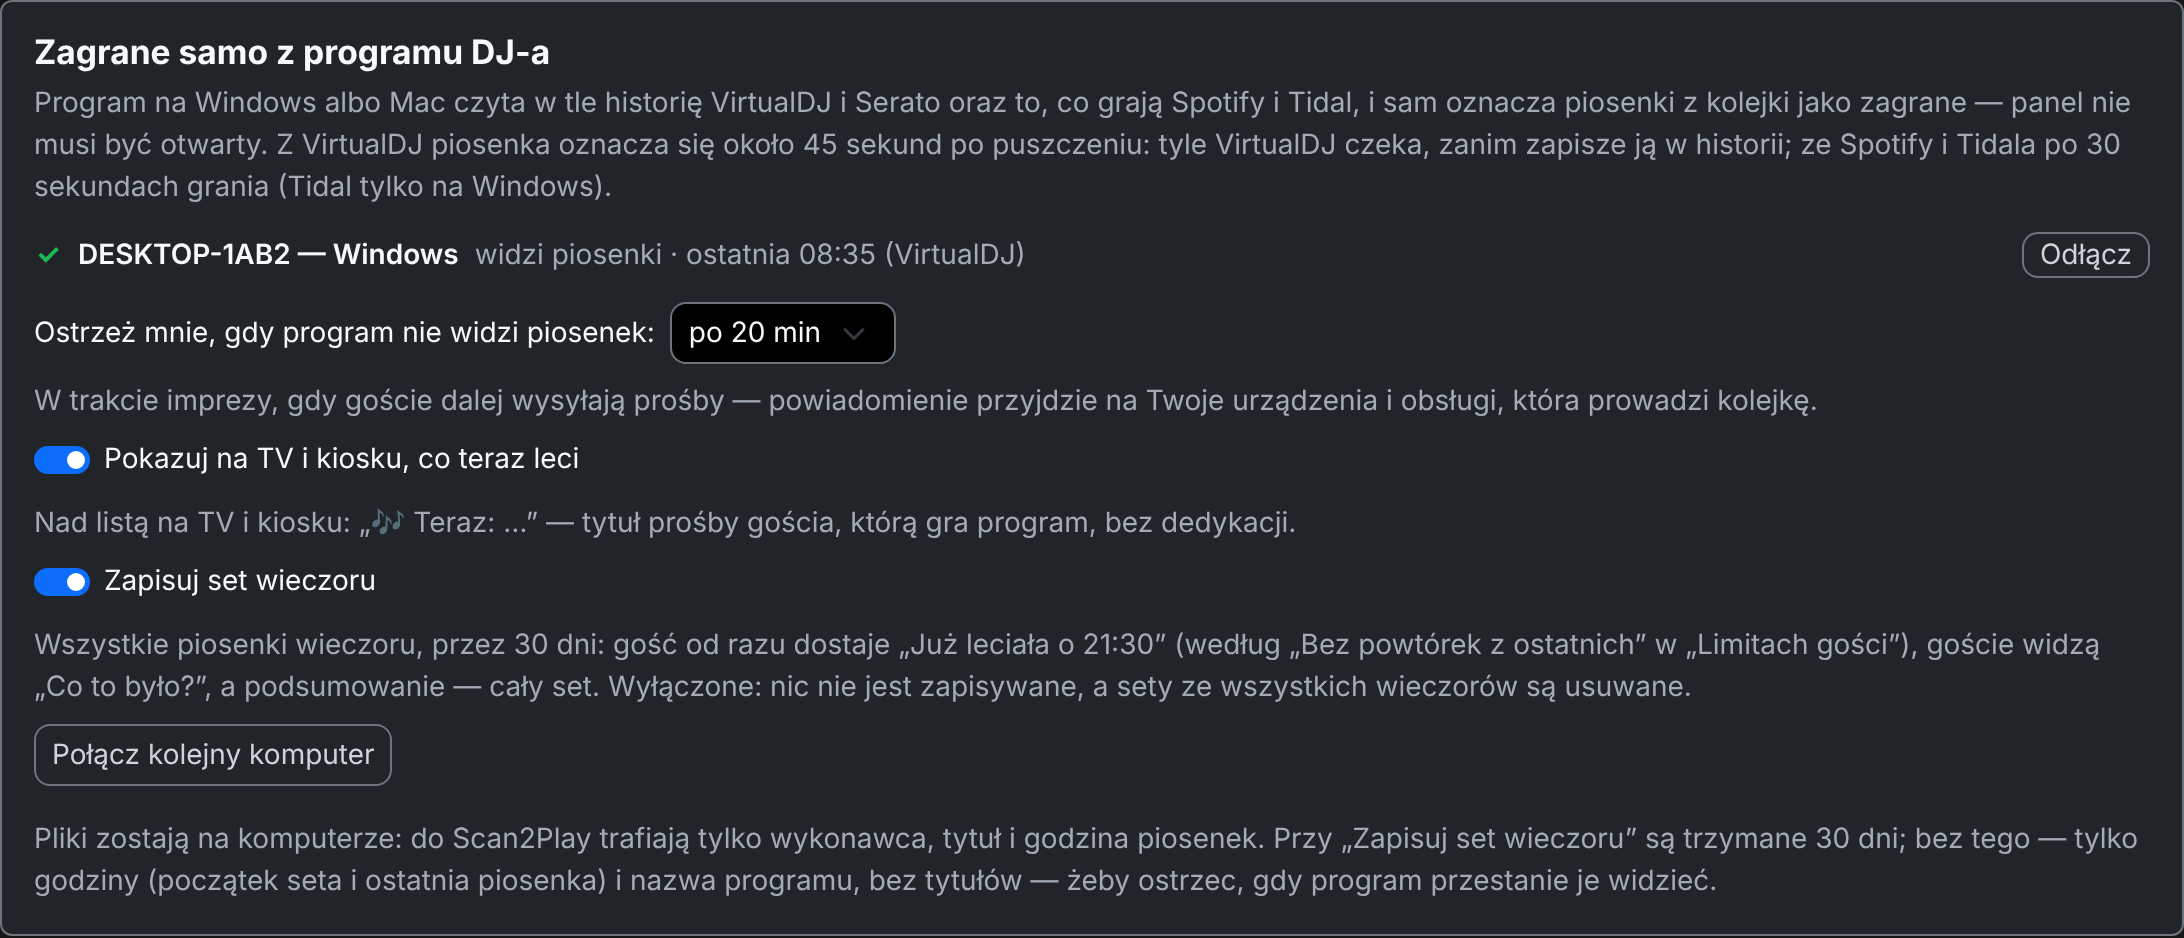 Zagrane samo z programu DJ-a
Program na Windows albo Mac czyta w tle historię VirtualDJ i Serato oraz to, co grają Spotify i Tidal, i sam oznacza piosenki z kolejki jako zagrane — panel nie
musi być otwarty. Z VirtualDJ piosenka oznacza się około 45 sekund po puszczeniu: tyle VirtualDJ czeka, zanim zapisze ją w historii; ze Spotify i Tidala po 30
sekundach grania (Tidal tylko na Windows).
✓ DESKTOP-1AB2 — Windows widzi piosenki · ostatnia 08:35 (VirtualDJ) Odłącz
Ostrzeż mnie, gdy program nie widzi piosenek: po 20 min
W trakcie imprezy, gdy goście dalej wysyłają prośby — powiadomienie przyjdzie na Twoje urządzenia i obsługi, która prowadzi kolejkę.
Pokazuj na TV i kiosku, co teraz leci
Nad listą na TV i kiosku: „🎶 Teraz: ...” — tytuł prośby gościa, którą gra program, bez dedykacji.
Zapisuj set wieczoru
Wszystkie piosenki wieczoru, przez 30 dni: gość od razu dostaje „Już leciała o 21:30” (według „Bez powtórek z ostatnich” w „Limitach gości”), goście widzą
„Co to było?”, a podsumowanie — cały set. Wyłączone: nic nie jest zapisywane, a sety ze wszystkich wieczorów są usuwane.
Połącz kolejny komputer
Pliki zostają na komputerze: do Scan2Play trafiają tylko wykonawca, tytuł i godzina piosenek. Przy „Zapisuj set wieczoru” są trzymane 30 dni; bez tego — tylko
godziny (początek seta i ostatnia piosenka) i nazwa programu, bez tytułów — żeby ostrzec, gdy program przestanie je widzieć.